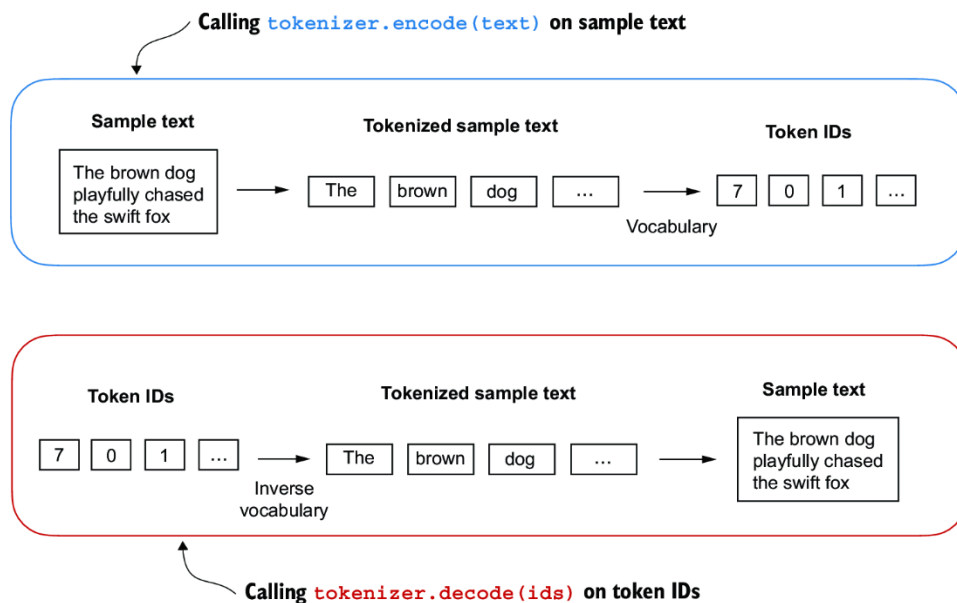 Calling tokenizer.encode(text) on sample text
Sample text
Tokenized sample text
Token IDs
The brown dog
playfully chased
the swift fox
The
brown
dog
...
Vocabulary
7
0
1
...
Token IDs
Tokenized sample text
Sample text
7
0
1
...
Inverse
vocabulary
The
brown
dog
...
The brown dog
playfully chased
the swift fox
Calling tokenizer.decode(ids) on token IDs